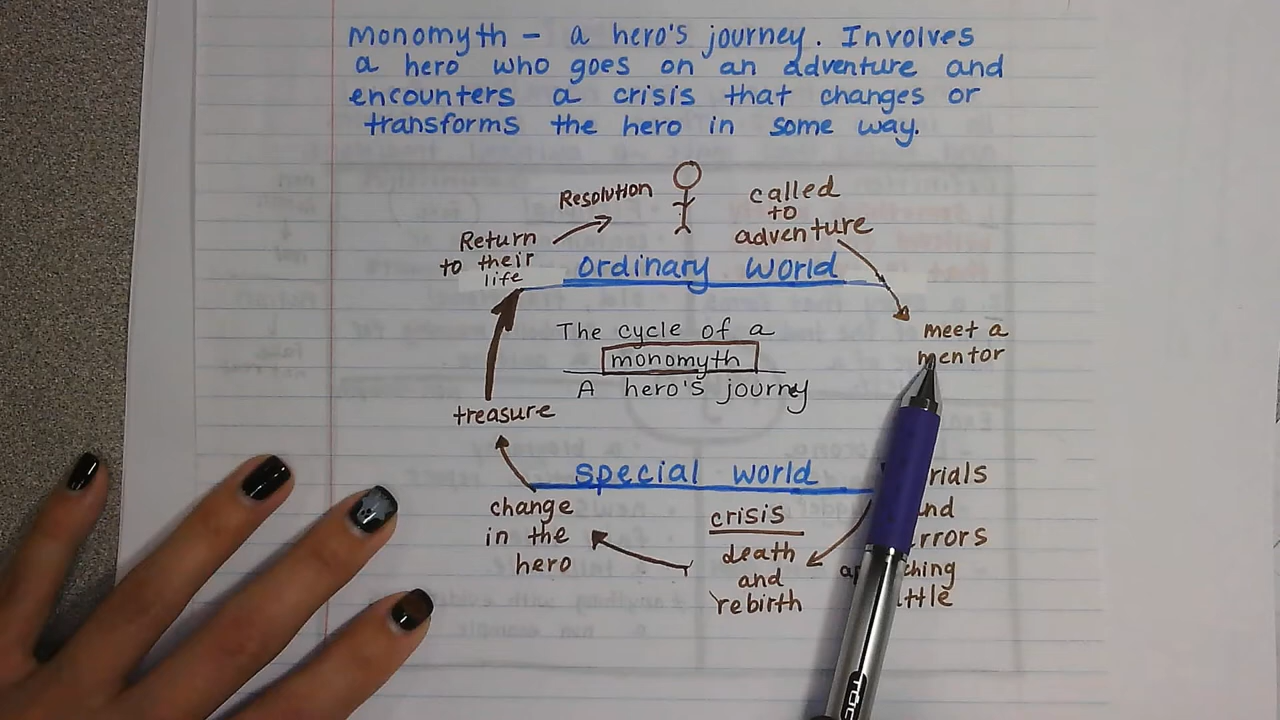 monomyth - a hero's journey. Involves
a hero who goes on an adventure and
encounters a crisis that changes or
transforms the hero in some way.
Resolution
called
to
adventure
Return
to their
life
ordinary world
meet a
mentor
The cycle of a
monomyth
A hero's journey
treasure
special world
change
in the
hero
crisis
death
and
rebirth